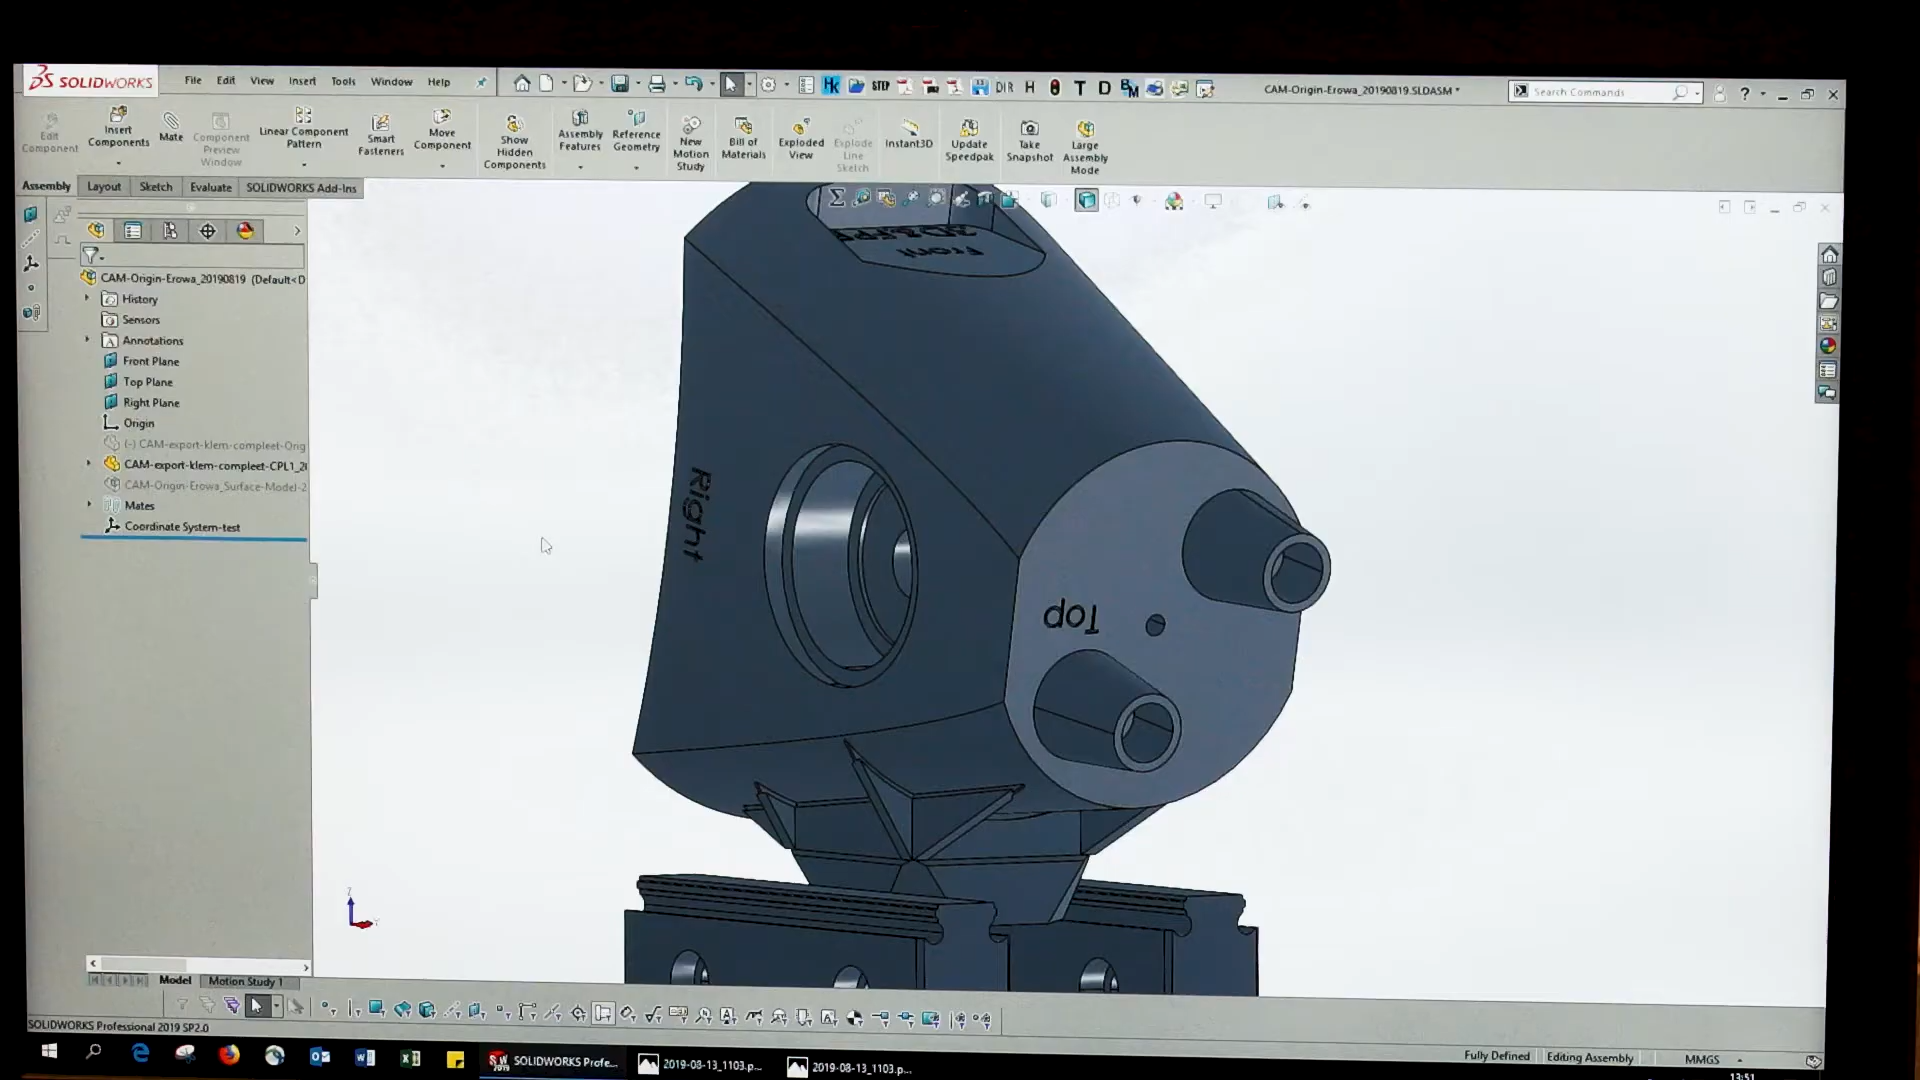 SOLIDWORKS
File Edit View Insert Tools Window Help
STEP DIR H T D
CAM-Origin-Erowa_20190819.SLDASM *
Search Commands
Edit Component
Insert Components
Mate
Component Preview Window
Linear Component Pattern
Smart Fasteners
Move Component
Show Hidden Components
Assembly Features
Reference Geometry
New Motion Study
Bill of Materials
Exploded View
Explode Line Sketch
Instant3D
Update Speedpak
Take Snapshot
Large Assembly Mode
Assembly Layout Sketch Evaluate SOLIDWORKS Add-Ins
CAM-Origin-Erowa_20190819 (Default<D
History
Sensors
Annotations
Front Plane
Top Plane
Right Plane
Origin
(-) CAM-export-klem-compleet-Orig
CAM-export-klem-compleet-CPL1_2
CAM-Origin-Erowa_Surface-Model-2
Mates
Coordinate System-test
Front
Right
Top
Z
Model Motion Study 1
SOLIDWORKS Professional 2019 SP2.0
Fully Defined Editing Assembly MMGS
SOLIDWORKS Profe...
2019-08-13_1103.p...
2019-08-13_1103.p...
13:51